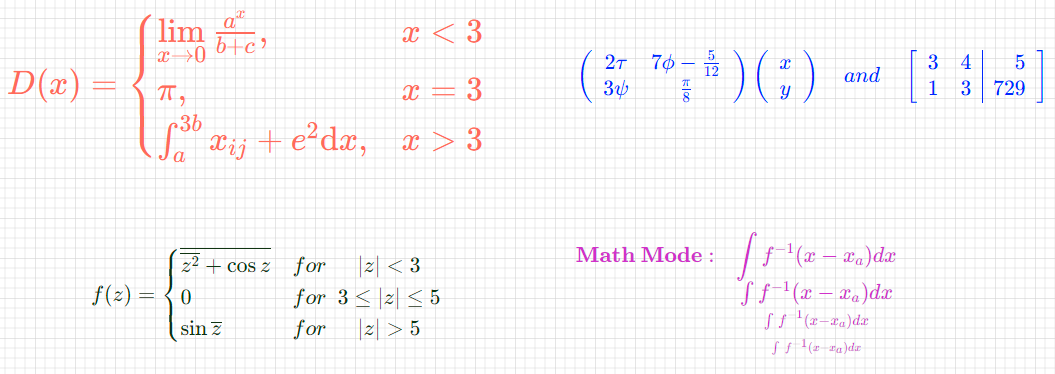 D(x) = { lim_{x→0} a^x/(b+c), x < 3
π, x = 3
∫_a^{3b} x_{ij} + e^2 dx, x > 3
( 2τ 7ϕ − 5/12 ) ( x ) and [ 3 4 | 5 ]
( 3ψ π/8 ) ( y ) [ 1 3 | 729 ]
f(z) = { \overline{\overline{z^2} + cos z} for |z| < 3
0 for 3 ≤ |z| ≤ 5
sin \overline{z} for |z| > 5
Math Mode : ∫ f^{−1}(x − x_a)dx
∫ f^{−1}(x − x_a)dx
∫ f^{−1}(x−x_a)dx
∫ f^{−1}(x−x_a)dx